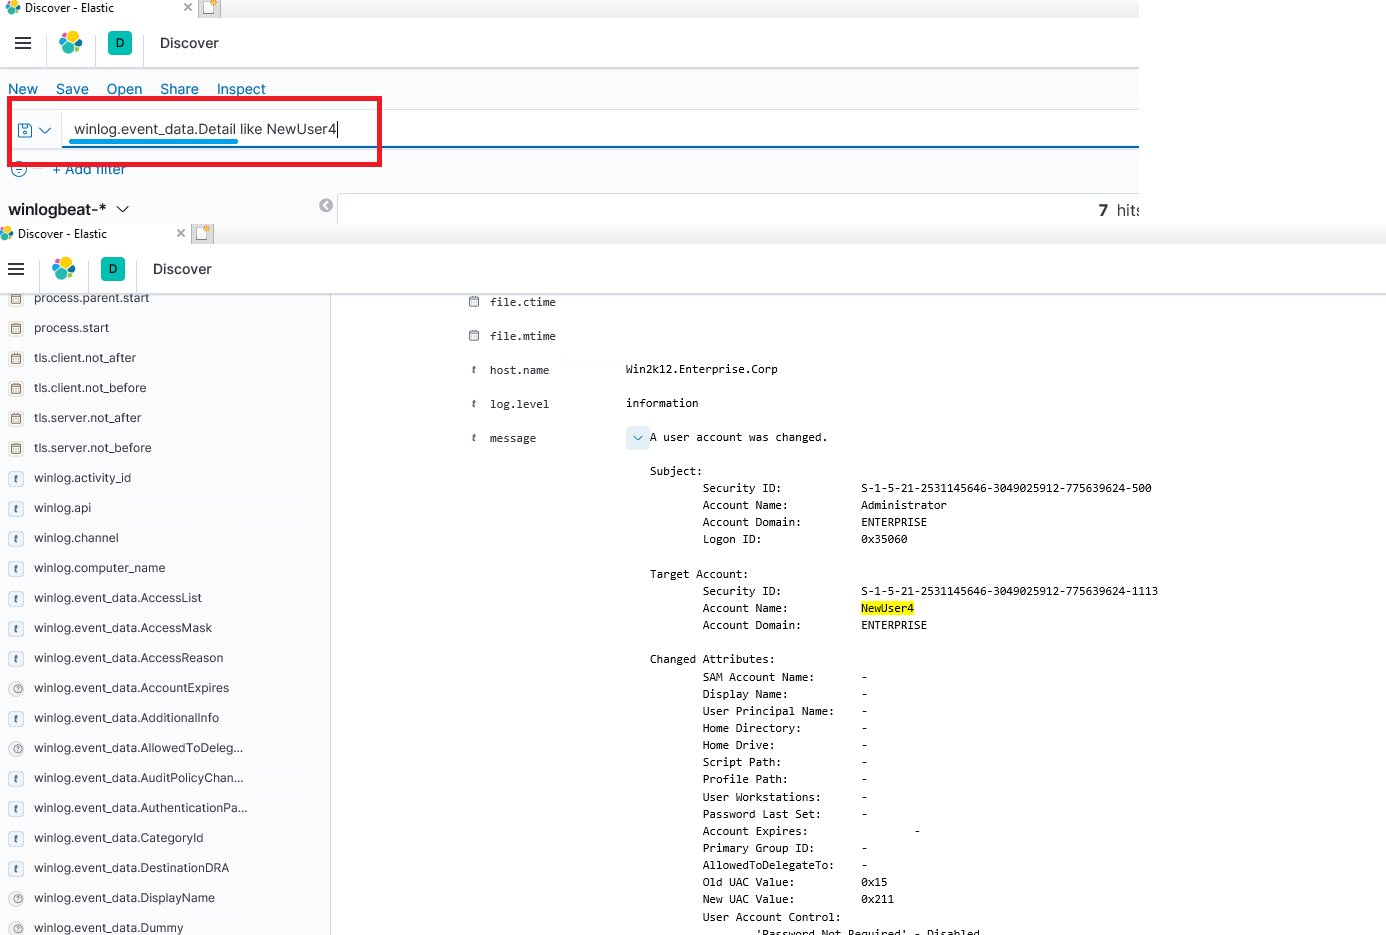 Discover - Elastic
D
Discover
New Save Open Share Inspect
winlog.event_data.Detail like NewUser4
+ Add filter
winlogbeat-*
7 hits
Discover - Elastic
D
Discover
process.parent.start
process.start
tls.client.not_after
tls.client.not_before
tls.server.not_after
tls.server.not_before
t winlog.activity_id
t winlog.api
t winlog.channel
t winlog.computer_name
t winlog.event_data.AccessList
t winlog.event_data.AccessMask
t winlog.event_data.AccessReason
? winlog.event_data.AccountExpires
t winlog.event_data.AdditionalInfo
? winlog.event_data.AllowedToDeleg...
t winlog.event_data.AuditPolicyChan...
t winlog.event_data.AuthenticationPa...
t winlog.event_data.CategoryId
t winlog.event_data.DestinationDRA
? winlog.event_data.DisplayName
? winlog.event_data.Dummy
file.ctime
file.mtime
t host.name Win2k12.Enterprise.Corp
t log.level information
t message A user account was changed.
Subject:
Security ID: S-1-5-21-2531145646-3049025912-775639624-500
Account Name: Administrator
Account Domain: ENTERPRISE
Logon ID: 0x35060
Target Account:
Security ID: S-1-5-21-2531145646-3049025912-775639624-1113
Account Name: NewUser4
Account Domain: ENTERPRISE
Changed Attributes:
SAM Account Name: -
Display Name: -
User Principal Name: -
Home Directory: -
Home Drive: -
Script Path: -
Profile Path: -
User Workstations: -
Password Last Set: -
Account Expires: -
Primary Group ID: -
AllowedToDelegateTo: -
Old UAC Value: 0x15
New UAC Value: 0x211
User Account Control:
'Password Not Required' - Disabled